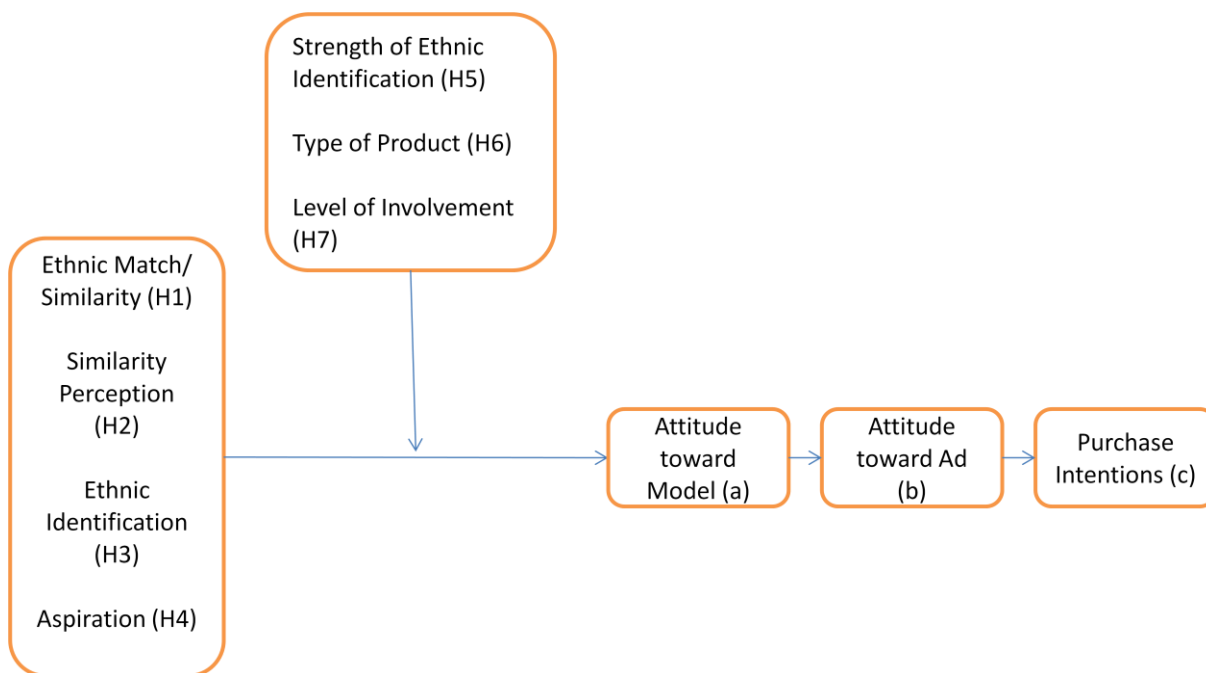 Strength of Ethnic
Identification (H5)
Type of Product (H6)
Level of Involvement
(H7)
Ethnic Match/
Similarity (H1)
Similarity
Perception
(H2)
Ethnic
Identification
(H3)
Aspiration (H4)
Attitude
toward
Model (a)
Attitude
toward Ad
(b)
Purchase
Intentions (c)